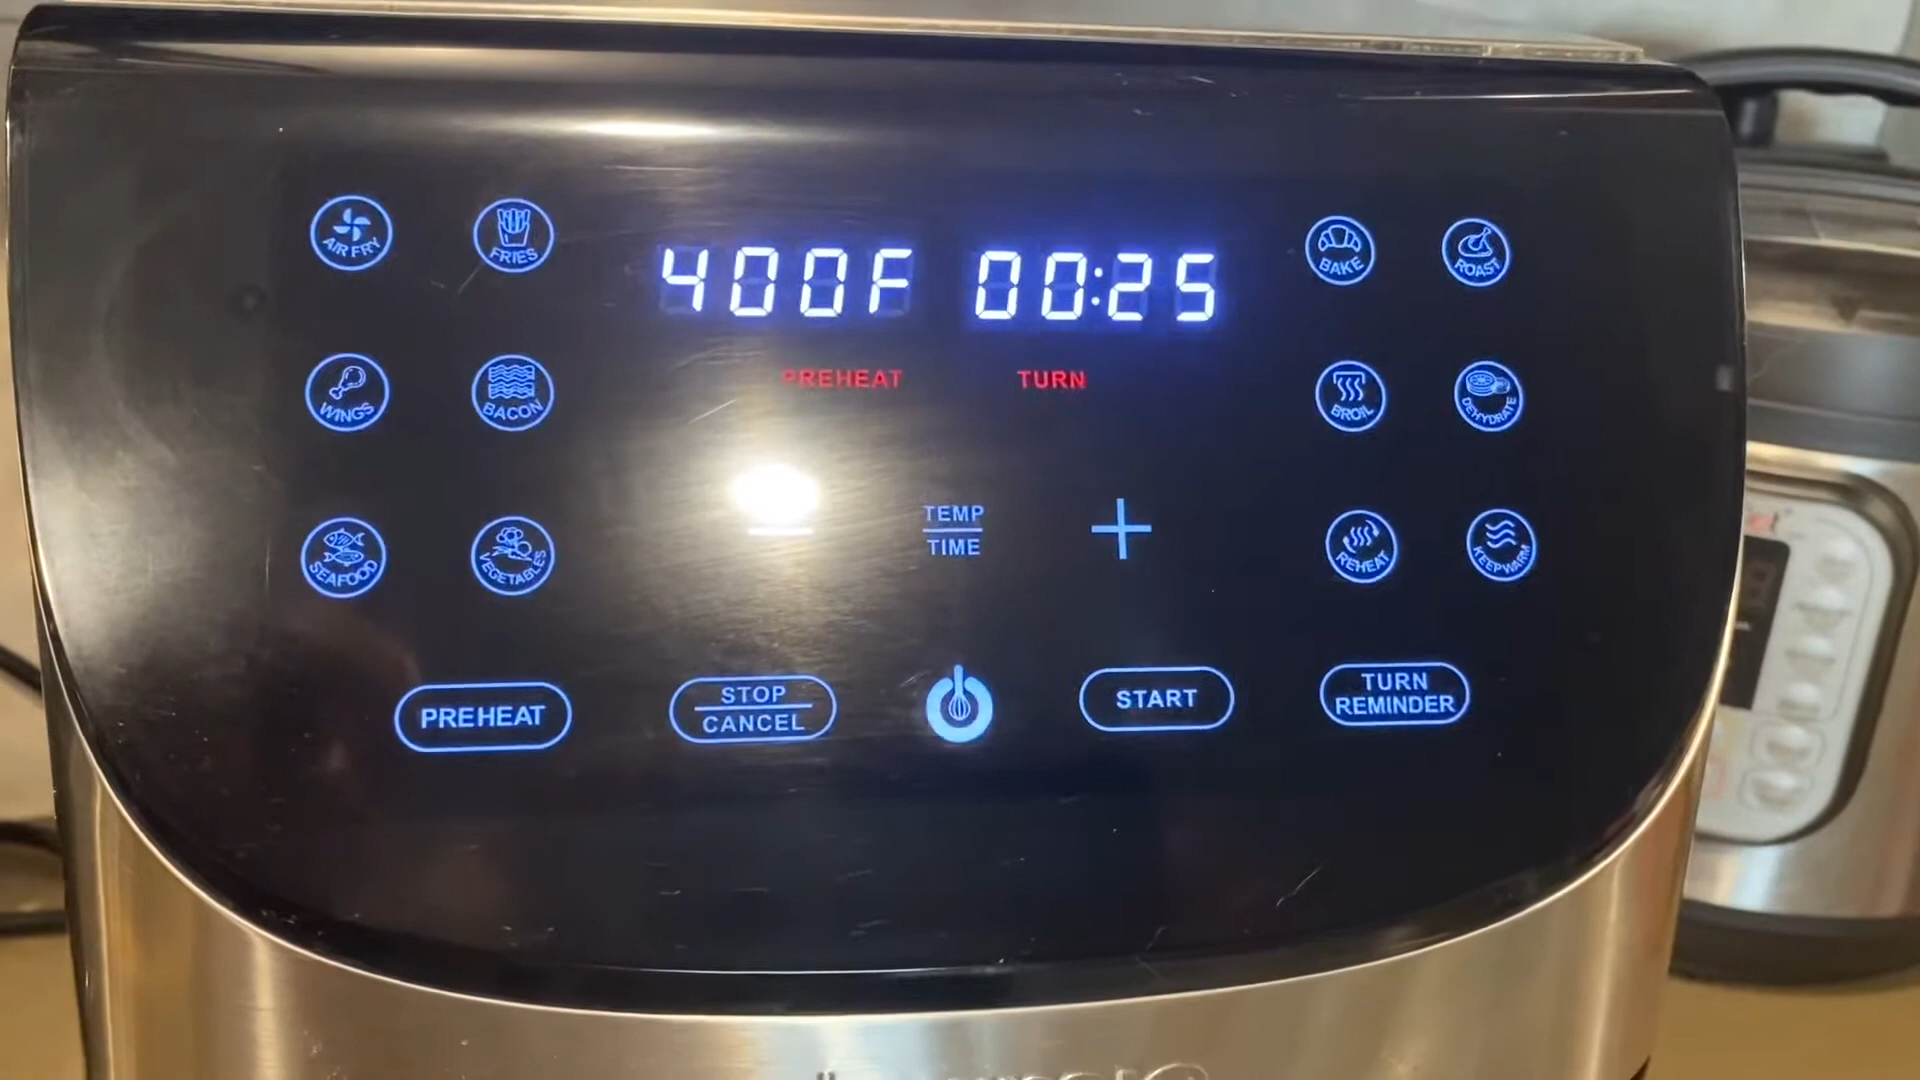 AIR FRY
FRIES
400F 00:25
BAKE
ROAST
PREHEAT TURN
WINGS
BACON
BROIL
DEHYDRATE
TEMP
TIME
SEAFOOD
VEGETABLES
REHEAT
KEEPWARM
PREHEAT
STOP
CANCEL
START
TURN
REMINDER